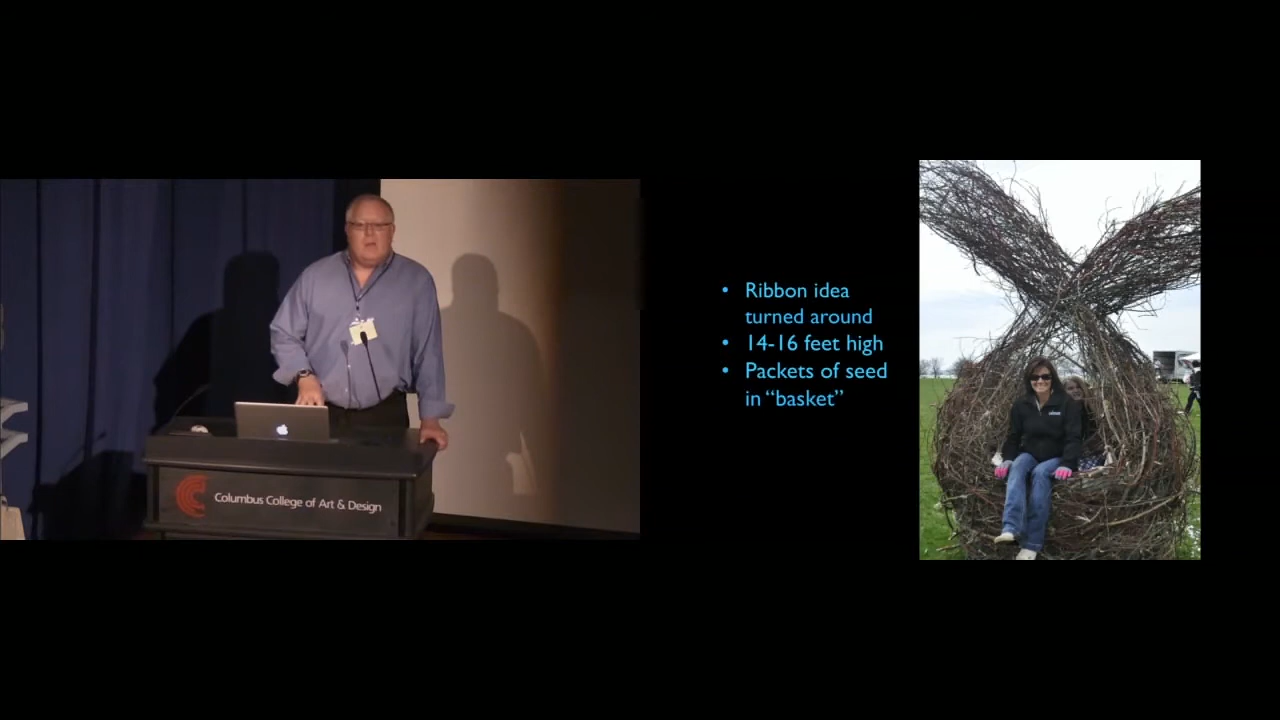 Columbus College of Art & Design
• Ribbon idea
turned around
• 14-16 feet high
• Packets of seed
in “basket”